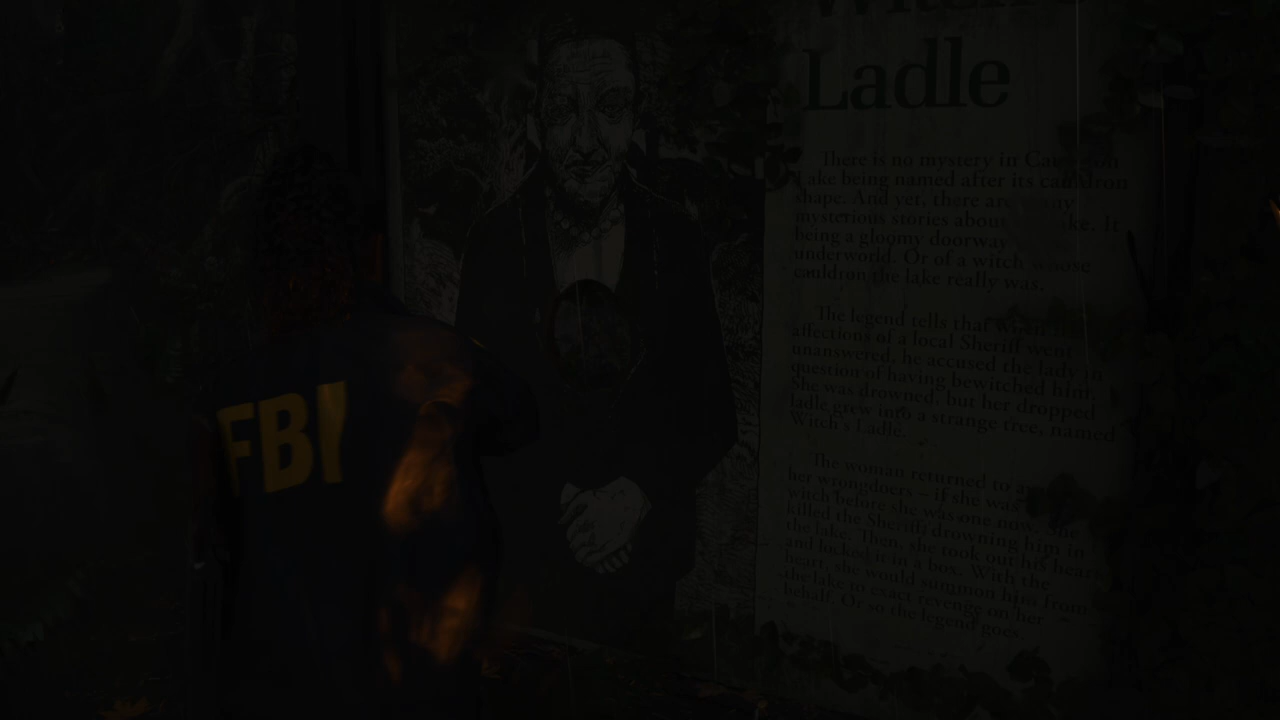 Ladle
There is no mystery in
Lake being named after its cauldron
shape. And yet, there are many
mysterious stories about lake. It
being a gloomy doorway
underworld. Or of a witch whose
cauldron the lake really was.
The legend tells that when the
affections of a local Sheriff went
unanswered, he accused the lady in
question of having bewitched him.
She was drowned, but her dropped
ladle grew into a strange tree, named
Witch's Ladle.
The woman returned to
her wrongdoers – if she was
witch before she was one now. She
killed the Sheriff drowning him in
the lake. Then, she took out his heart
and locked it in a box. With the
heart, she would summon him from
the lake to exact revenge on her
behalf. Or so the legend goes.
FBI